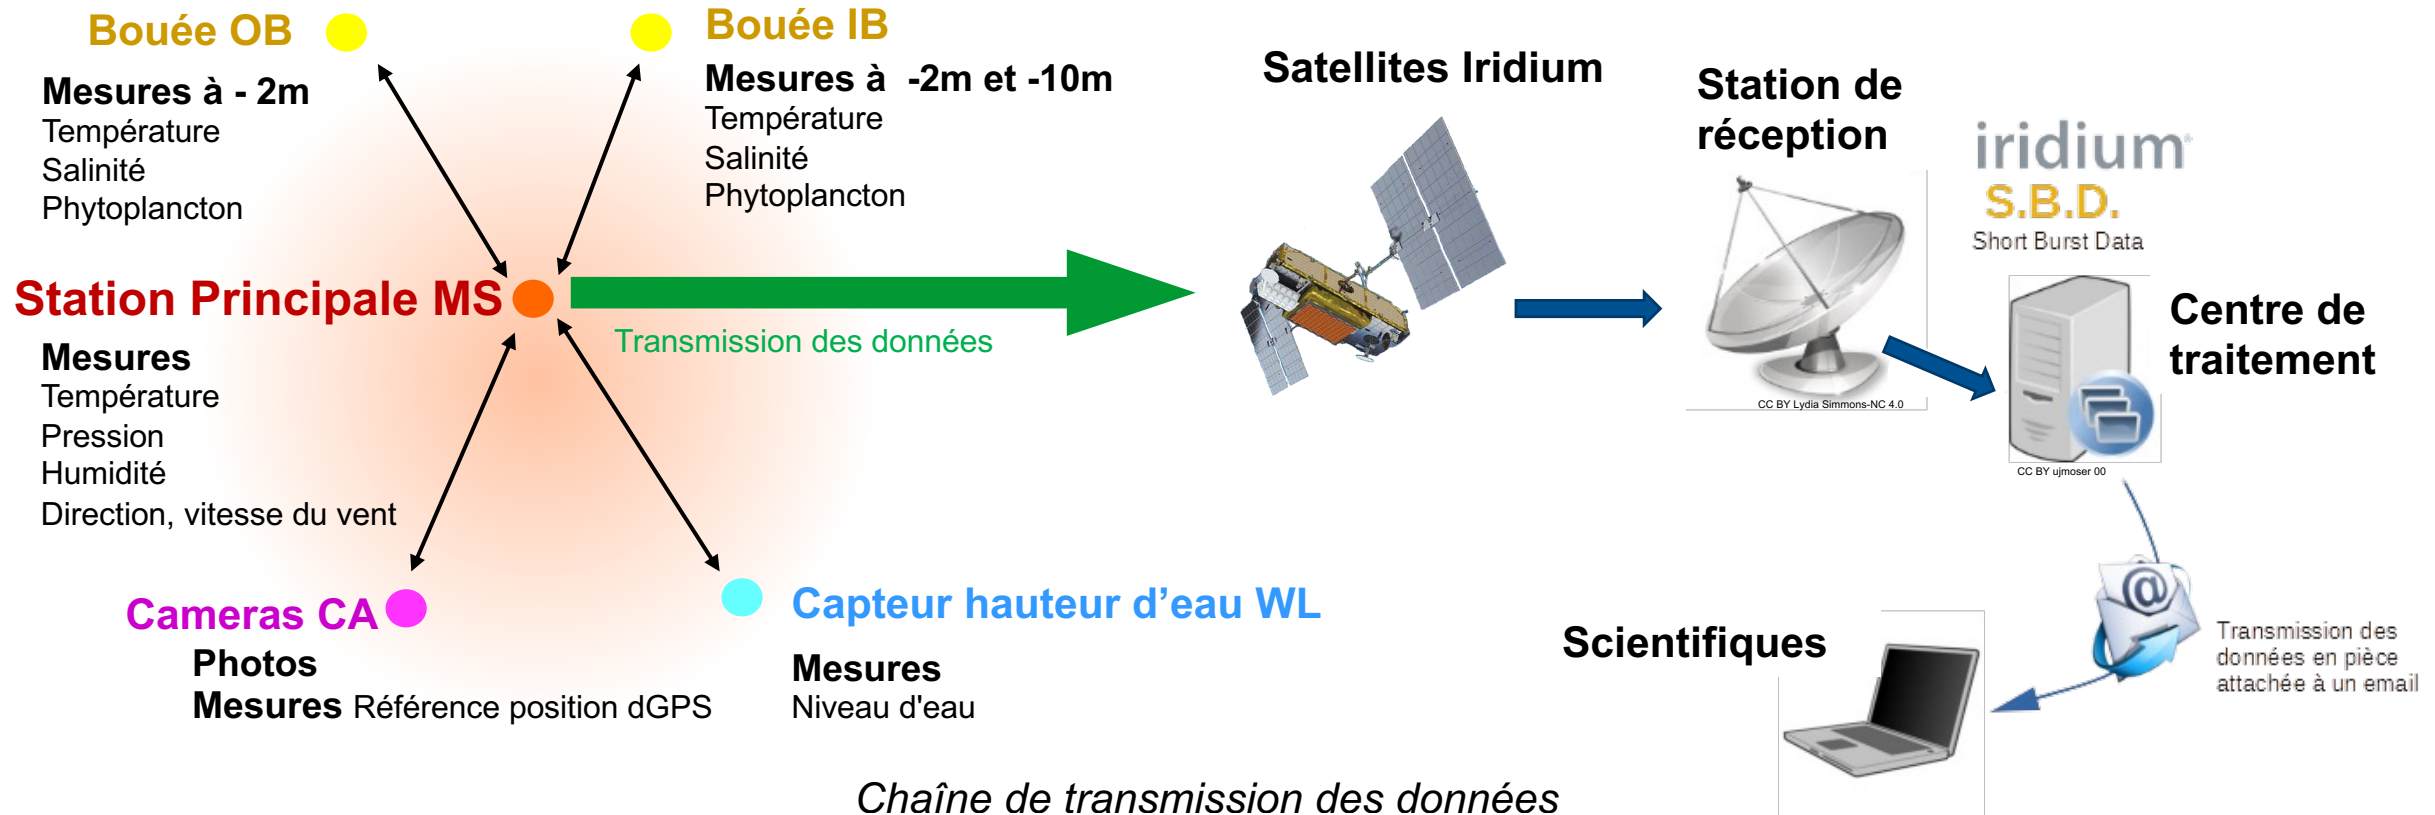 Bouée OB
Mesures à - 2m
Température
Salinité
Phytoplancton
Bouée IB
Mesures à -2m et -10m
Température
Salinité
Phytoplancton
Station Principale MS
Mesures
Température
Pression
Humidité
Direction, vitesse du vent
Transmission des données
Cameras CA
Photos
Mesures Référence position dGPS
Capteur hauteur d’eau WL
Mesures
Niveau d'eau
Satellites Iridium
Station de
réception
CC BY Lydia Simmons-NC 4.0
iridium®
S.B.D.
Short Burst Data
Centre de
traitement
CC BY ujmoser 00
@
Transmission des
données en pièce
attachée à un email
Scientifiques
Chaîne de transmission des données